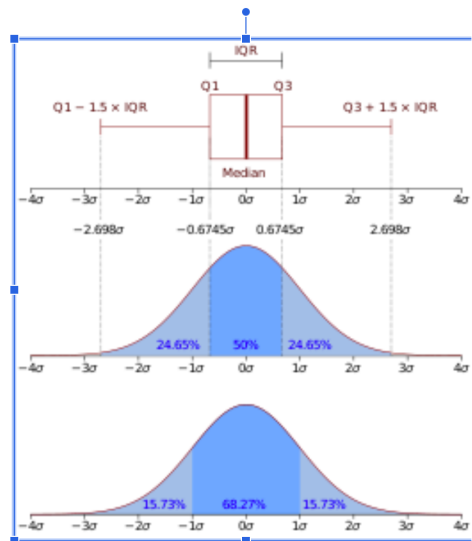 IQR
Q1 Q3
Q1 − 1.5 × IQR Q3 + 1.5 × IQR
Median
−4σ −3σ −2σ −1σ 0σ 1σ 2σ 3σ 4σ
−2.698σ −0.6745σ 0.6745σ 2.698σ
24.65% 50% 24.65%
−4σ −3σ −2σ −1σ 0σ 1σ 2σ 3σ 4σ
15.73% 68.27% 15.73%
−4σ −3σ −2σ −1σ 0σ 1σ 2σ 3σ 4σ